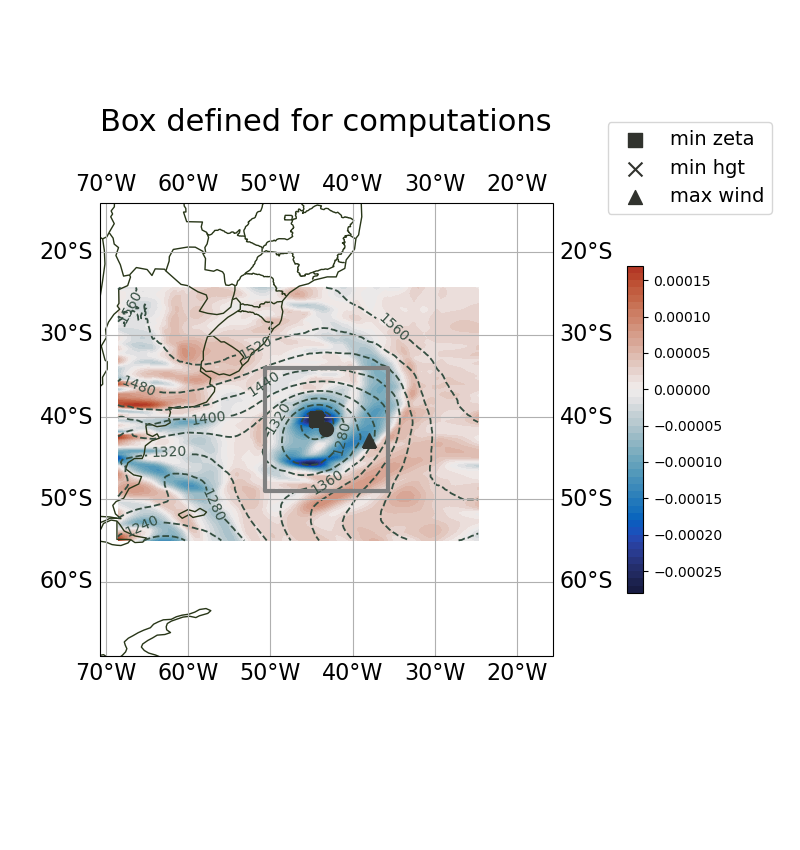 Box defined for computations
min zeta
min hgt
max wind
70°W 60°W 50°W 40°W 30°W 20°W
20°S 20°S
30°S 30°S
40°S 40°S
50°S 50°S
60°S 60°S
70°W 60°W 50°W 40°W 30°W 20°W
1560
1560
1520
1480
1440
1400
1320
1320
1280
1360
1280
1240
0.00015
0.00010
0.00005
0.00000
−0.00005
−0.00010
−0.00015
−0.00020
−0.00025